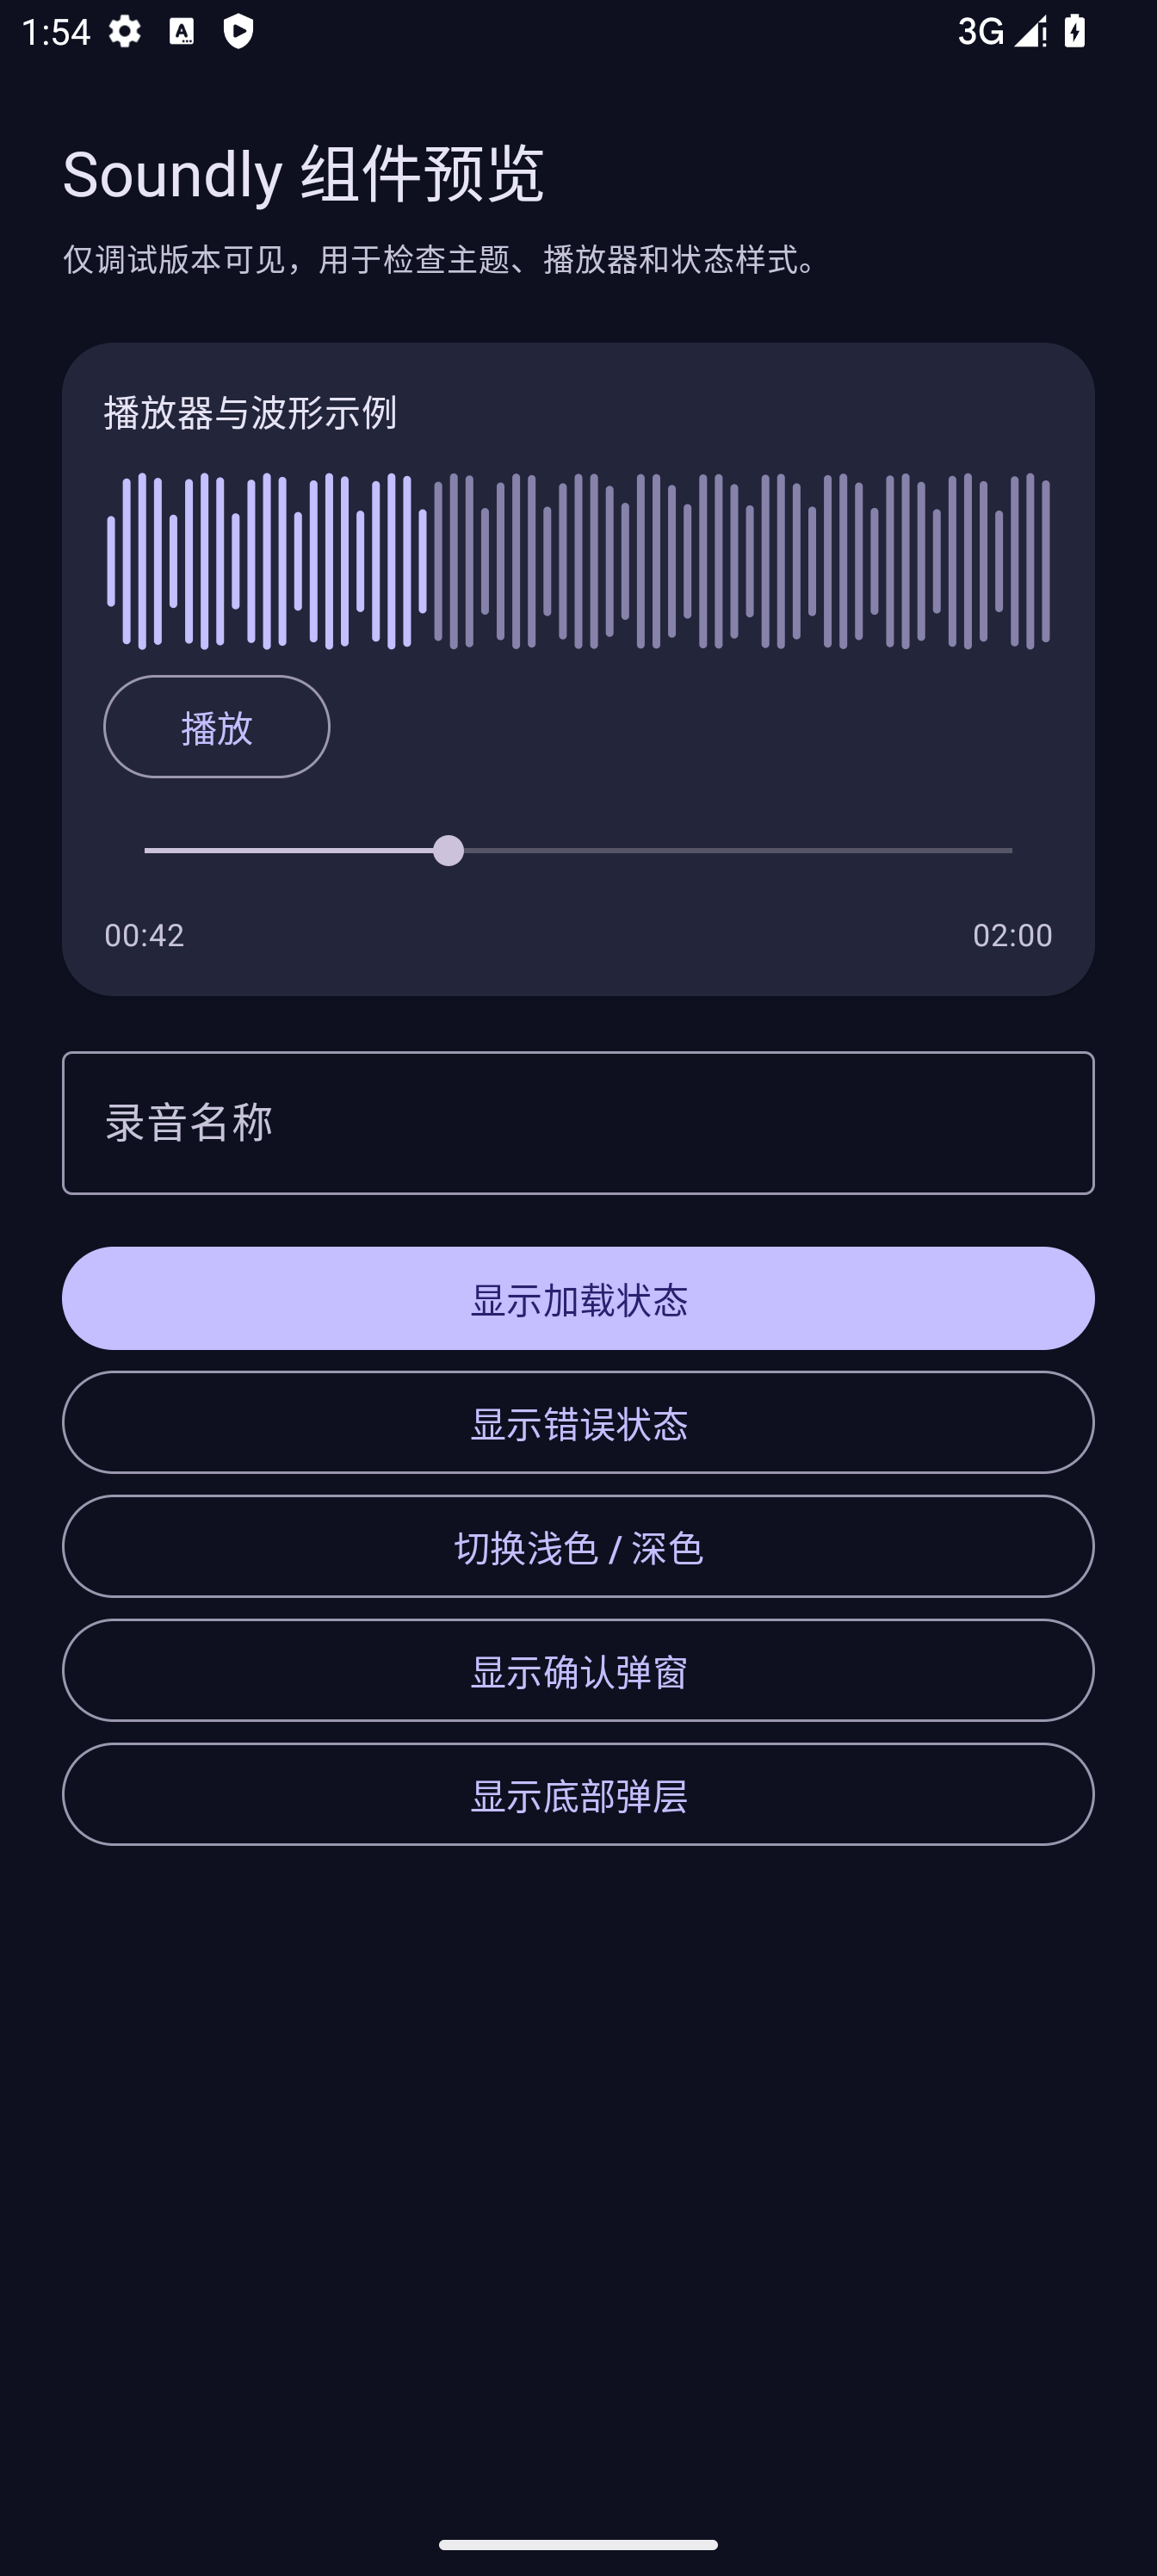 1:54
3G
Soundly 组件预览
仅调试版本可见，用于检查主题、播放器和状态样式。
播放器与波形示例
播放
00:42
02:00
录音名称
显示加载状态
显示错误状态
切换浅色 / 深色
显示确认弹窗
显示底部弹层